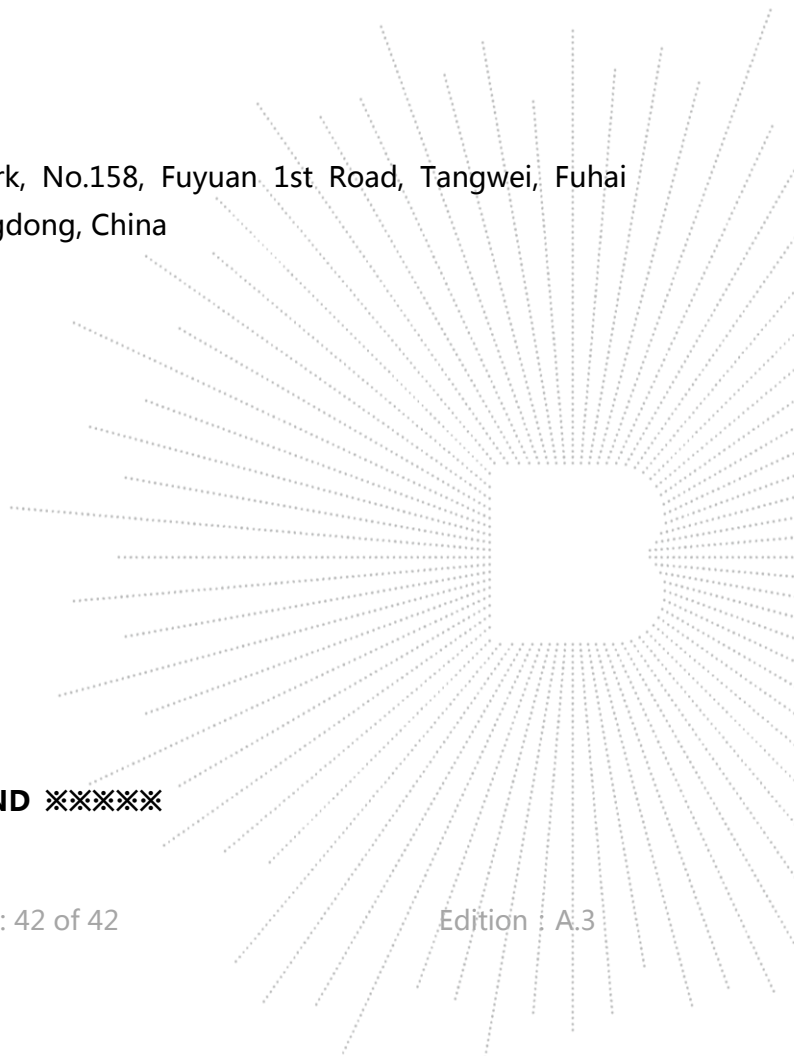 rk, No.158, Fuyuan 1st Road, Tangwei, Fuhai
gdong, China
ND ※※※※※
: 42 of 42 Edition : A.3